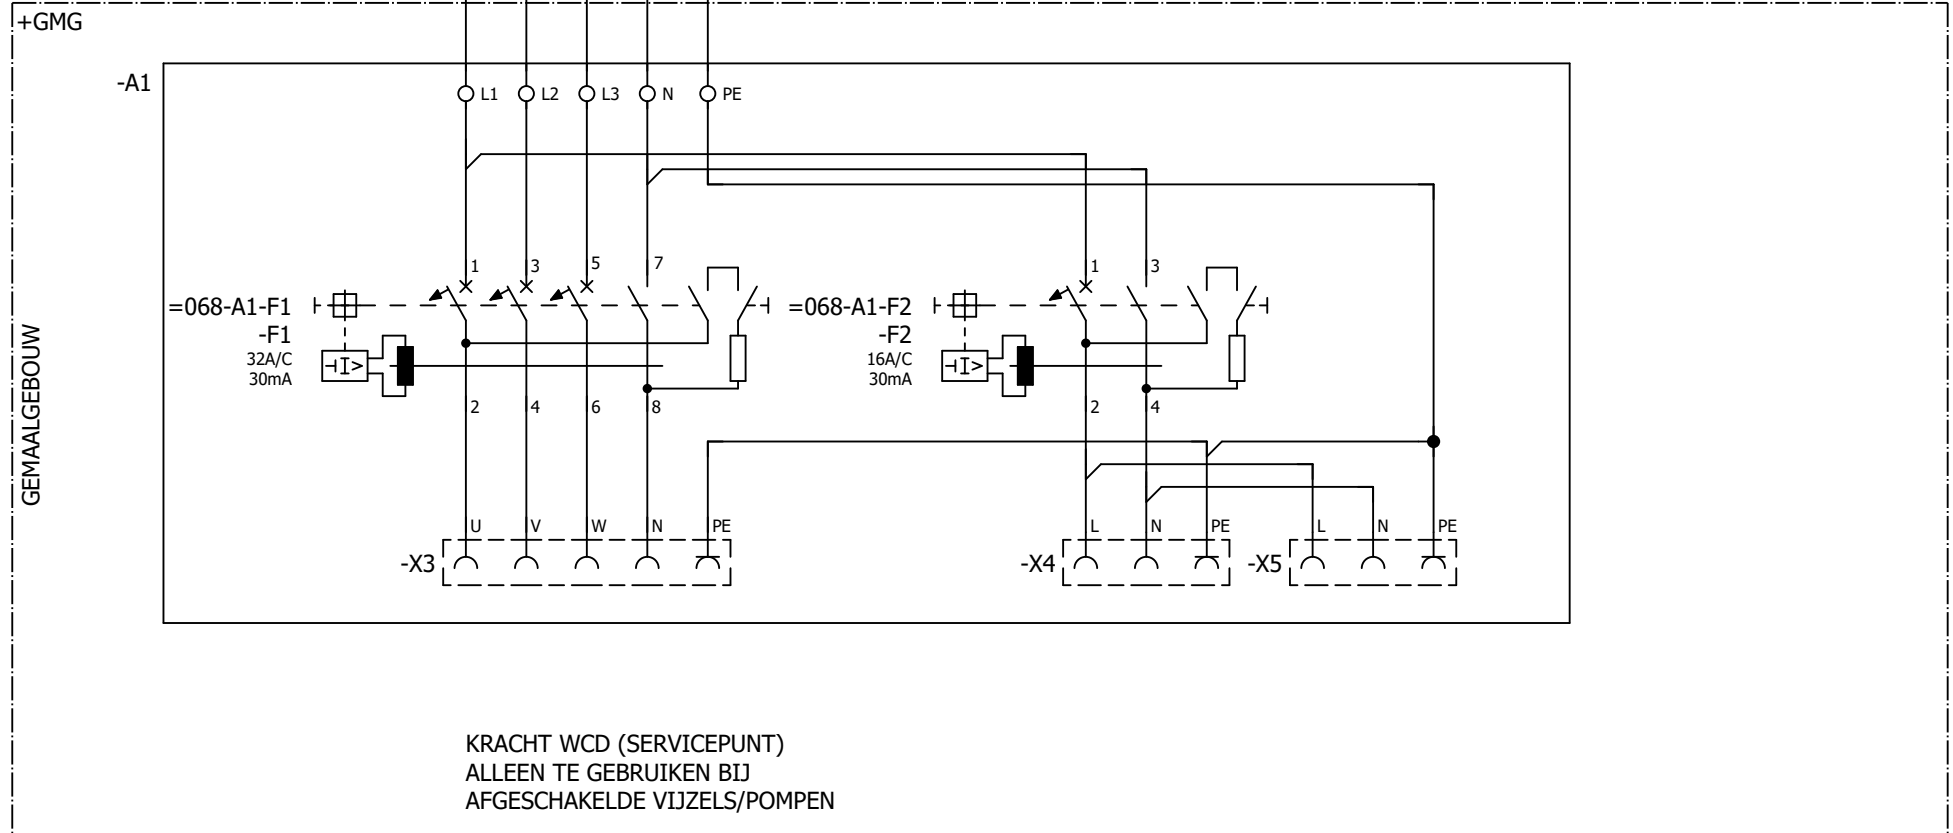 +GMG
-A1
L1 L2 L3 N PE
1 3 5 7 1 3
=068-A1-F1 =068-A1-F2
-F1 -F2
32A/C 16A/C
30mA 30mA
I> I>
2 4 6 8 2 4
GEMAALGEBOUW
U V W N PE L N PE L N PE
-X3 -X4 -X5
KRACHT WCD (SERVICEPUNT)
ALLEEN TE GEBRUIKEN BIJ
AFGESCHAKELDE VIJZELS/POMPEN